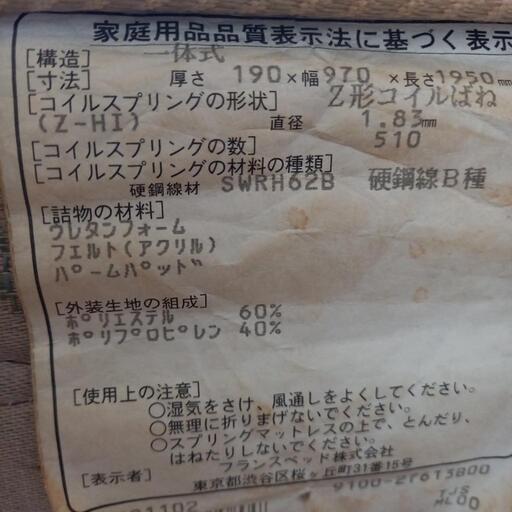 家庭用品品質表示法に基づく表示
[構造] 一体式
[寸法] 厚さ 190×幅 970 ×長さ1950mm
[コイルスプリングの形状] Z形コイルばね
(Z-HI) 直径 1.83mm
[コイルスプリングの数] 510
[コイルスプリングの材料の種類]
硬鋼線材 SWRH62B 硬鋼線B種
[詰物の材料]
ウレタンフォーム
フェルト(アクリル)
パームパッド
[外装生地の組成]
ポリエステル 60%
ポリプロピレン 40%
[使用上の注意]
○湿気をさけ、風通しをよくしてください。
○無理に折りまげないでください。
○スプリングマットレスの上で、とんだり、
はねたりしないでください。
[表示者] フランスベッド株式会社
東京都渋谷区桜ヶ丘町31番15号